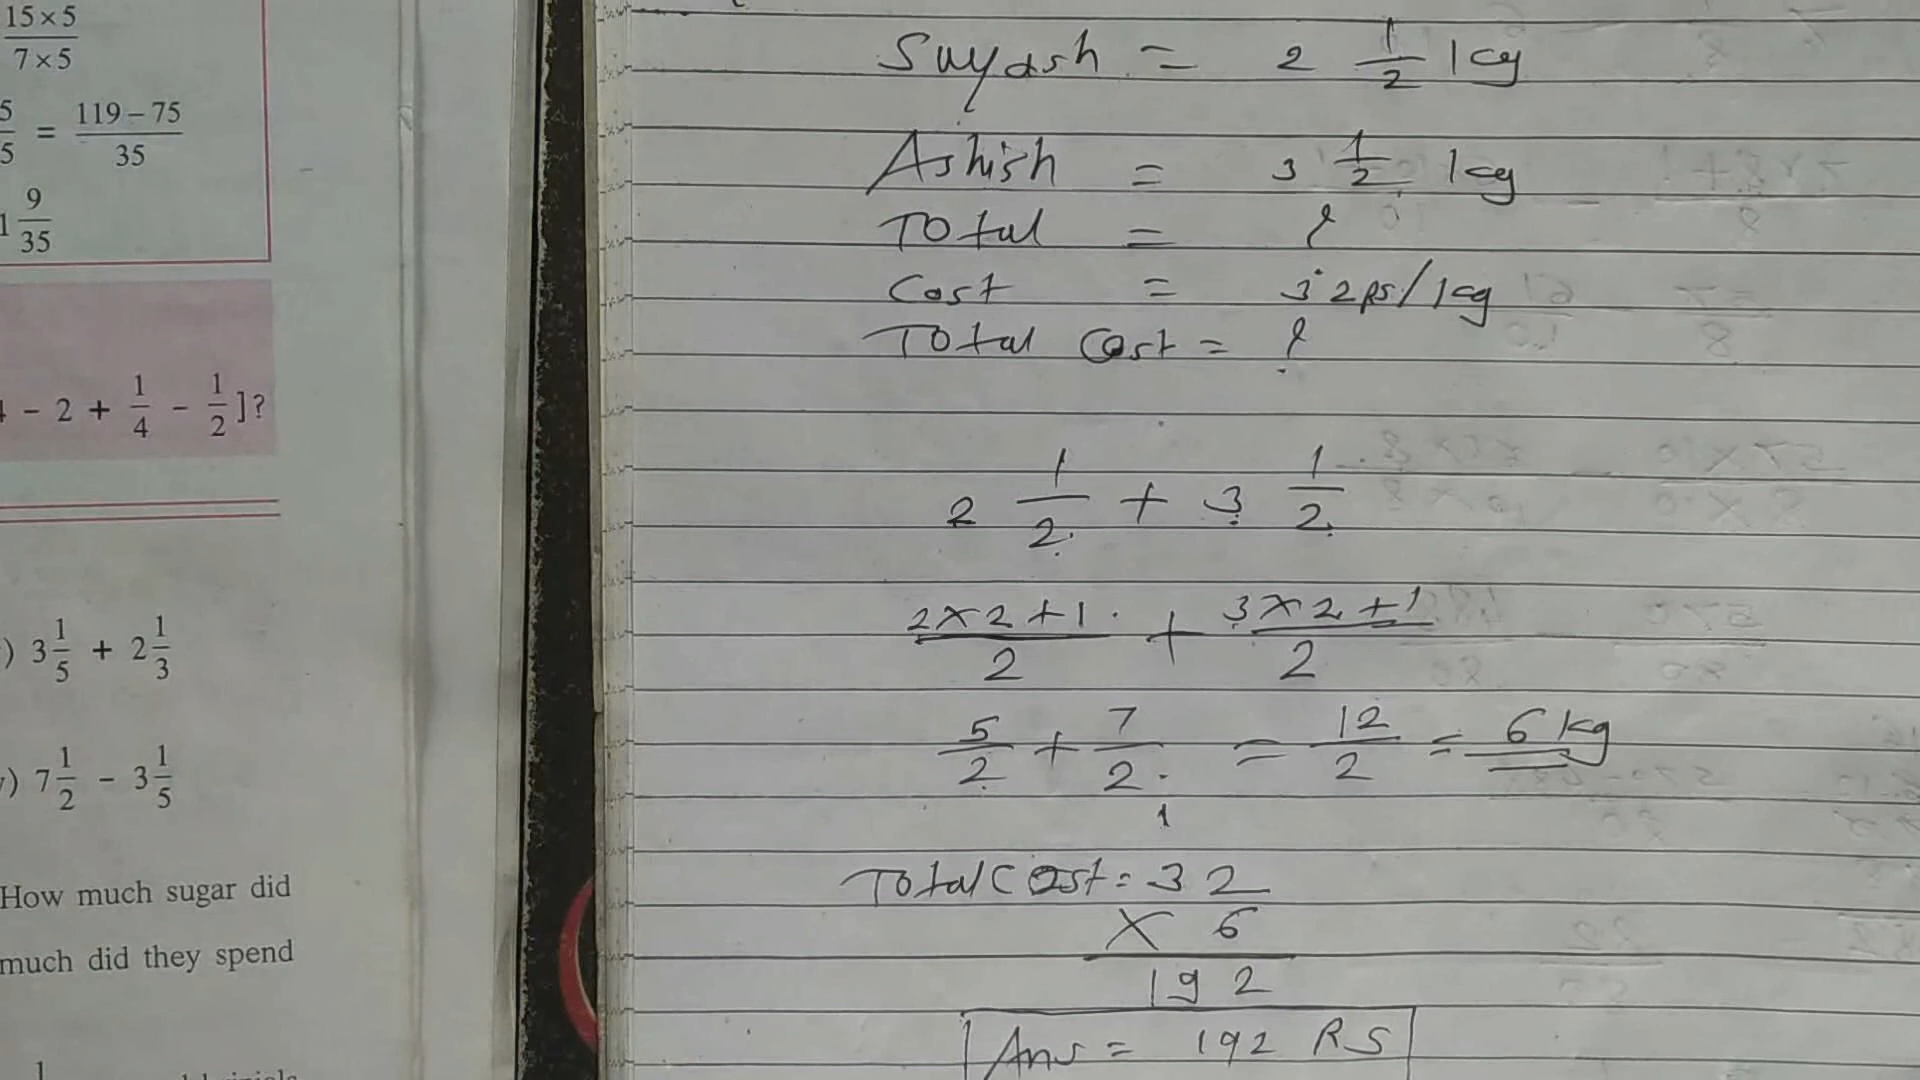 15×5
7×5
5/5 = 119 – 75 / 35
1 9/35
– 2 + 1/4 – 1/2 ]?
) 3 1/5 + 2 1/3
) 7 1/2 – 3 1/5
How much sugar did
much did they spend
1
Suyash = 2 1/2 kg
Ashish = 3 1/2 kg
Total = ?
Cost = 32 rs/kg
Total Cost = ?
2 1/2 + 3 1/2
2×2+1 / 2 + 3×2+1 / 2
5/2 + 7/2 = 12/2 = 6 kg
1
Total Cost = 32
× 6
192
Ans = 192 RS